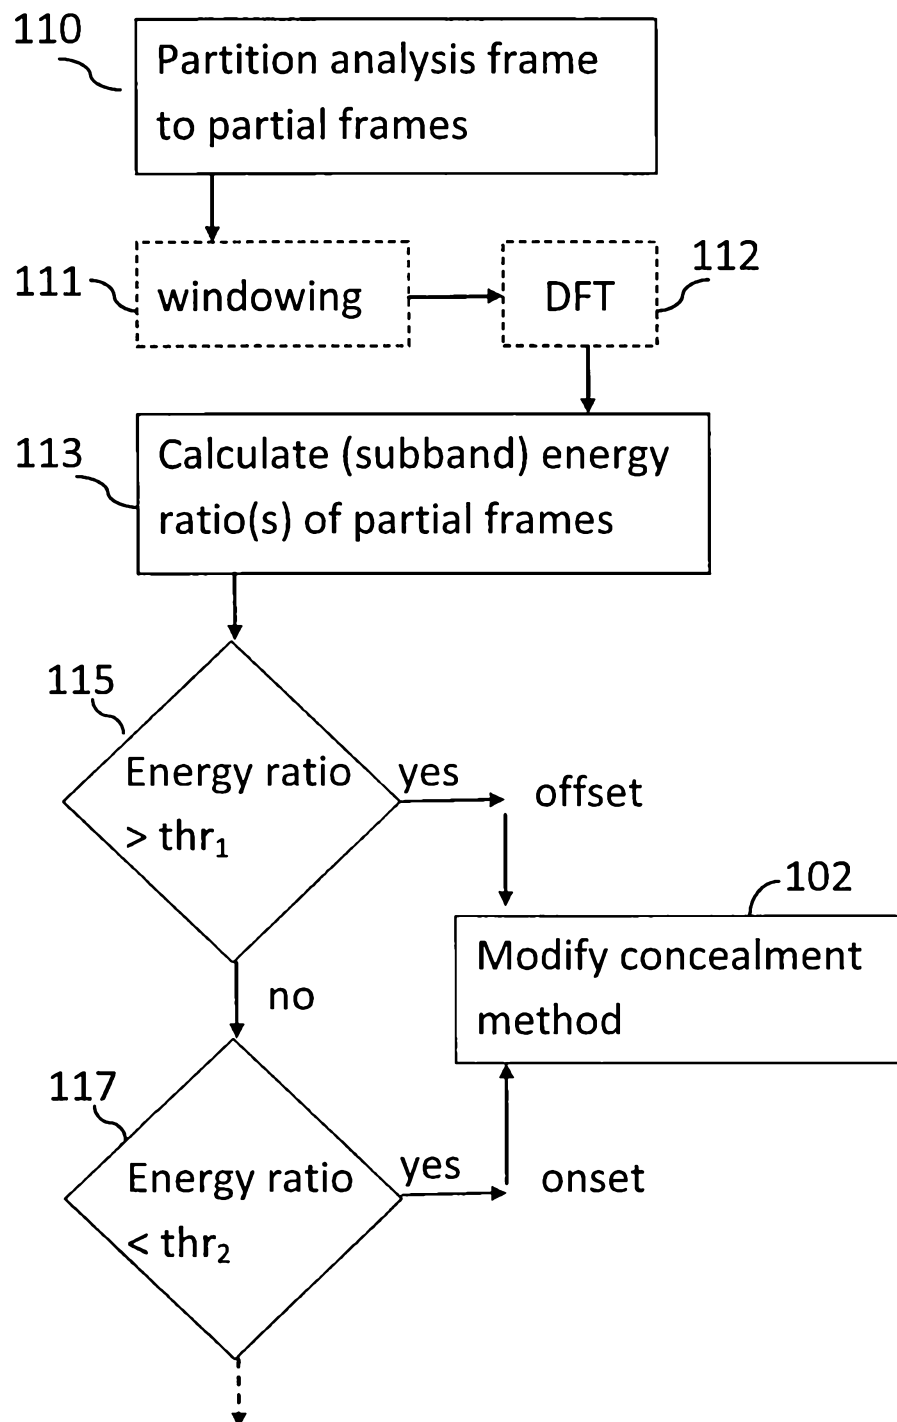 110
Partition analysis frame
to partial frames
111
windowing
DFT
112
113
Calculate (subband) energy
ratio(s) of partial frames
115
Energy ratio
> thr₁
yes
offset
102
Modify concealment
method
no
117
Energy ratio
< thr₂
yes
onset